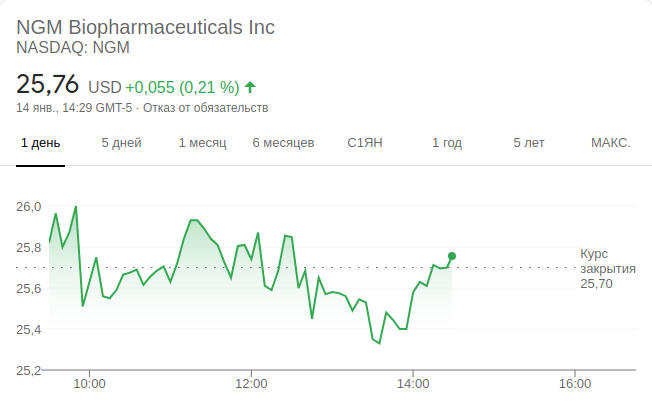 NGM Biopharmaceuticals Inc
NASDAQ: NGM
25,76 USD +0,055 (0,21 %)
14 янв., 14:29 GMT-5 · Отказ от обязательств
1 день 5 дней 1 месяц 6 месяцев С1ЯН 1 год 5 лет МАКС.
26,0
25,8
Курс
закрытия
25,70
25,6
25,4
25,2
10:00 12:00 14:00 16:00